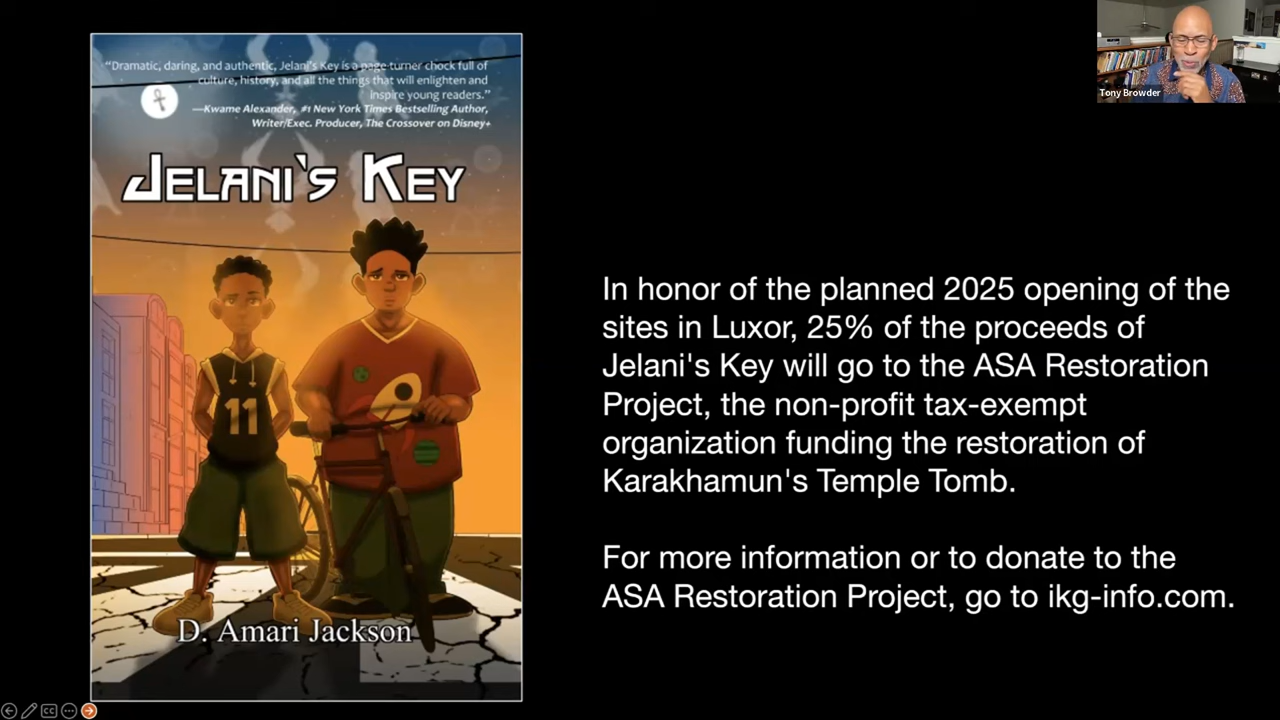 "Dramatic, daring, and authentic, Jelani's Key is a page-turner chock full of
culture, history, and all the things that will enlighten and
inspire young readers."
—Kwame Alexander, #1 New York Times Bestselling Author,
Writer/Exec. Producer, The Crossover on Disney+
Jelani's Key
11
D. Amari Jackson
Tony Browder
In honor of the planned 2025 opening of the
sites in Luxor, 25% of the proceeds of
Jelani's Key will go to the ASA Restoration
Project, the non-profit tax-exempt
organization funding the restoration of
Karakhamun's Temple Tomb.
For more information or to donate to the
ASA Restoration Project, go to ikg-info.com.
CC